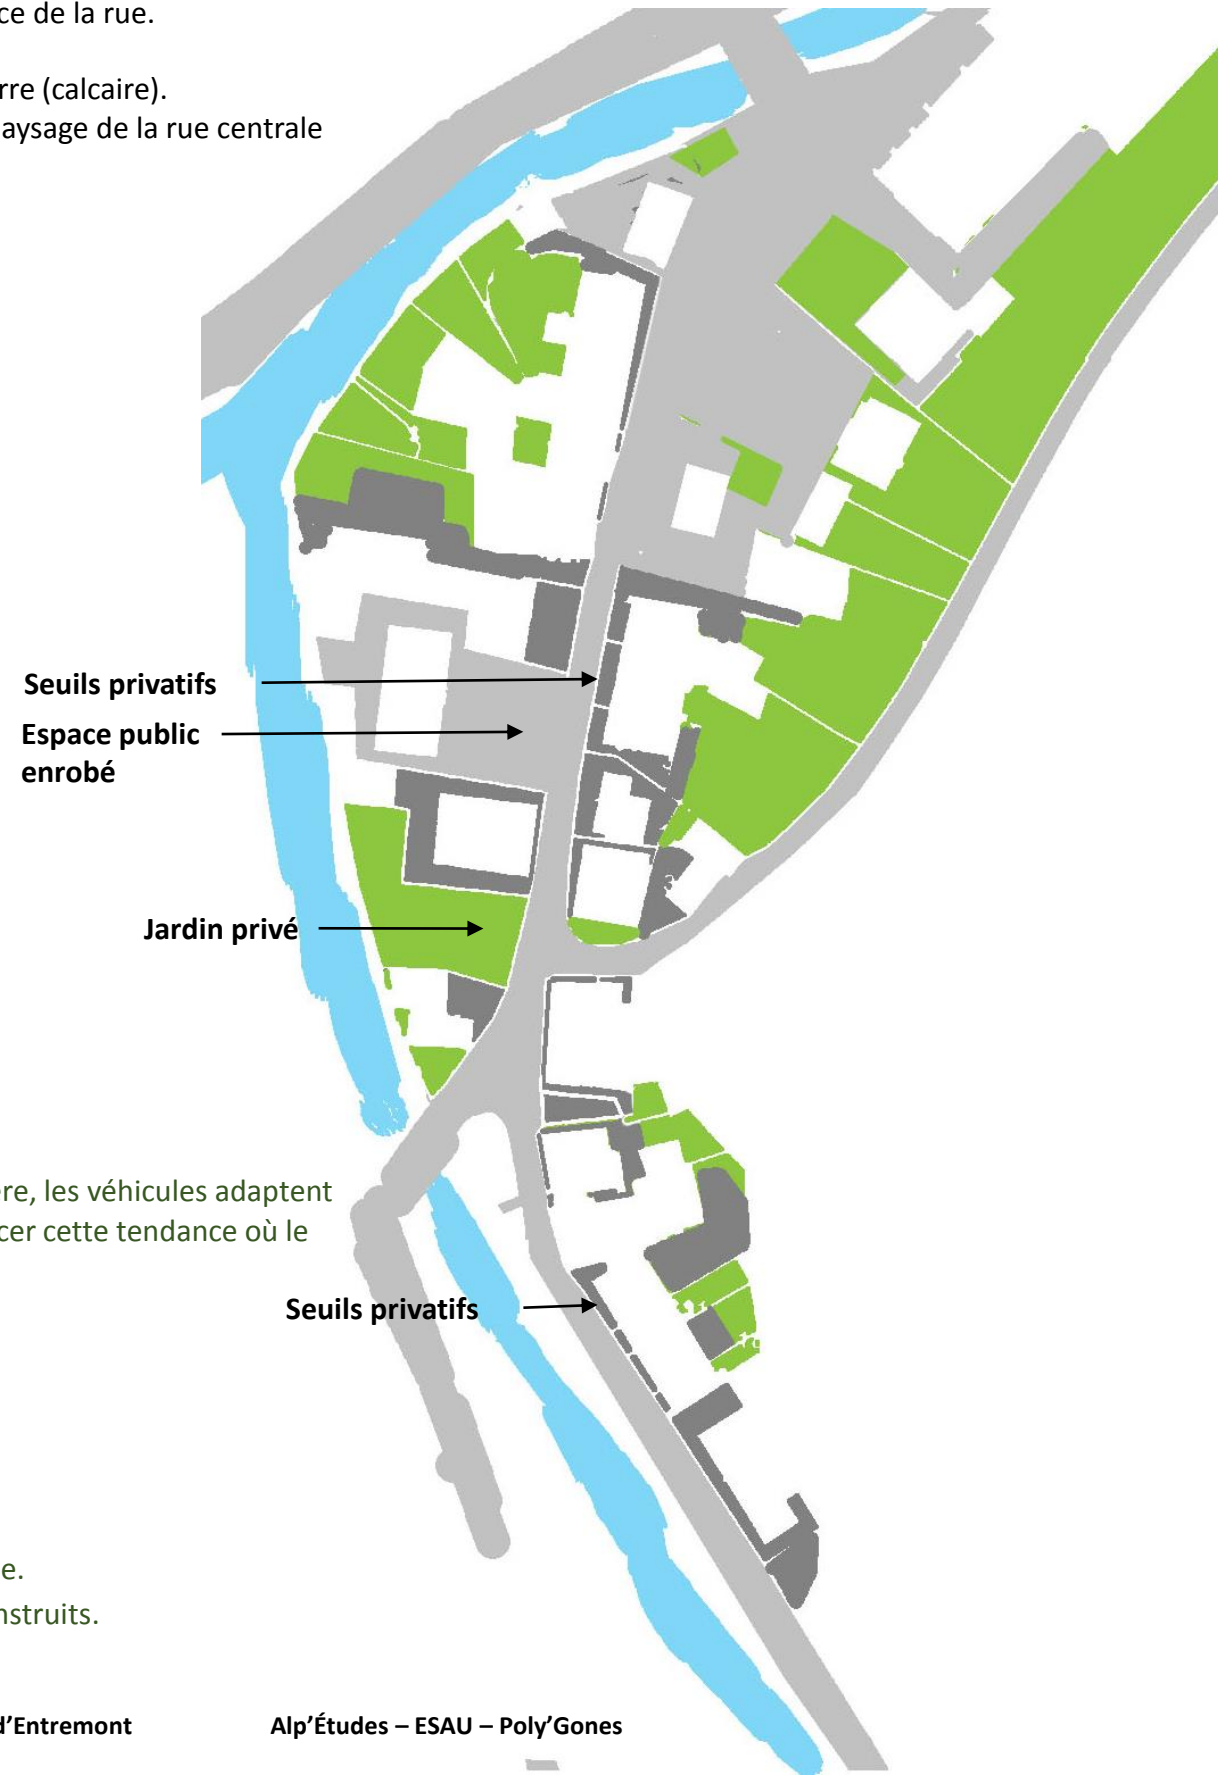 ce de la rue.
rre (calcaire).
aysage de la rue centrale
Seuils privatifs
Espace public
enrobé
Jardin privé
ère, les véhicules adaptent
cer cette tendance où le
Seuils privatifs
e.
nstruits.
d’Entremont
Alp’Études – ESAU – Poly’Gones